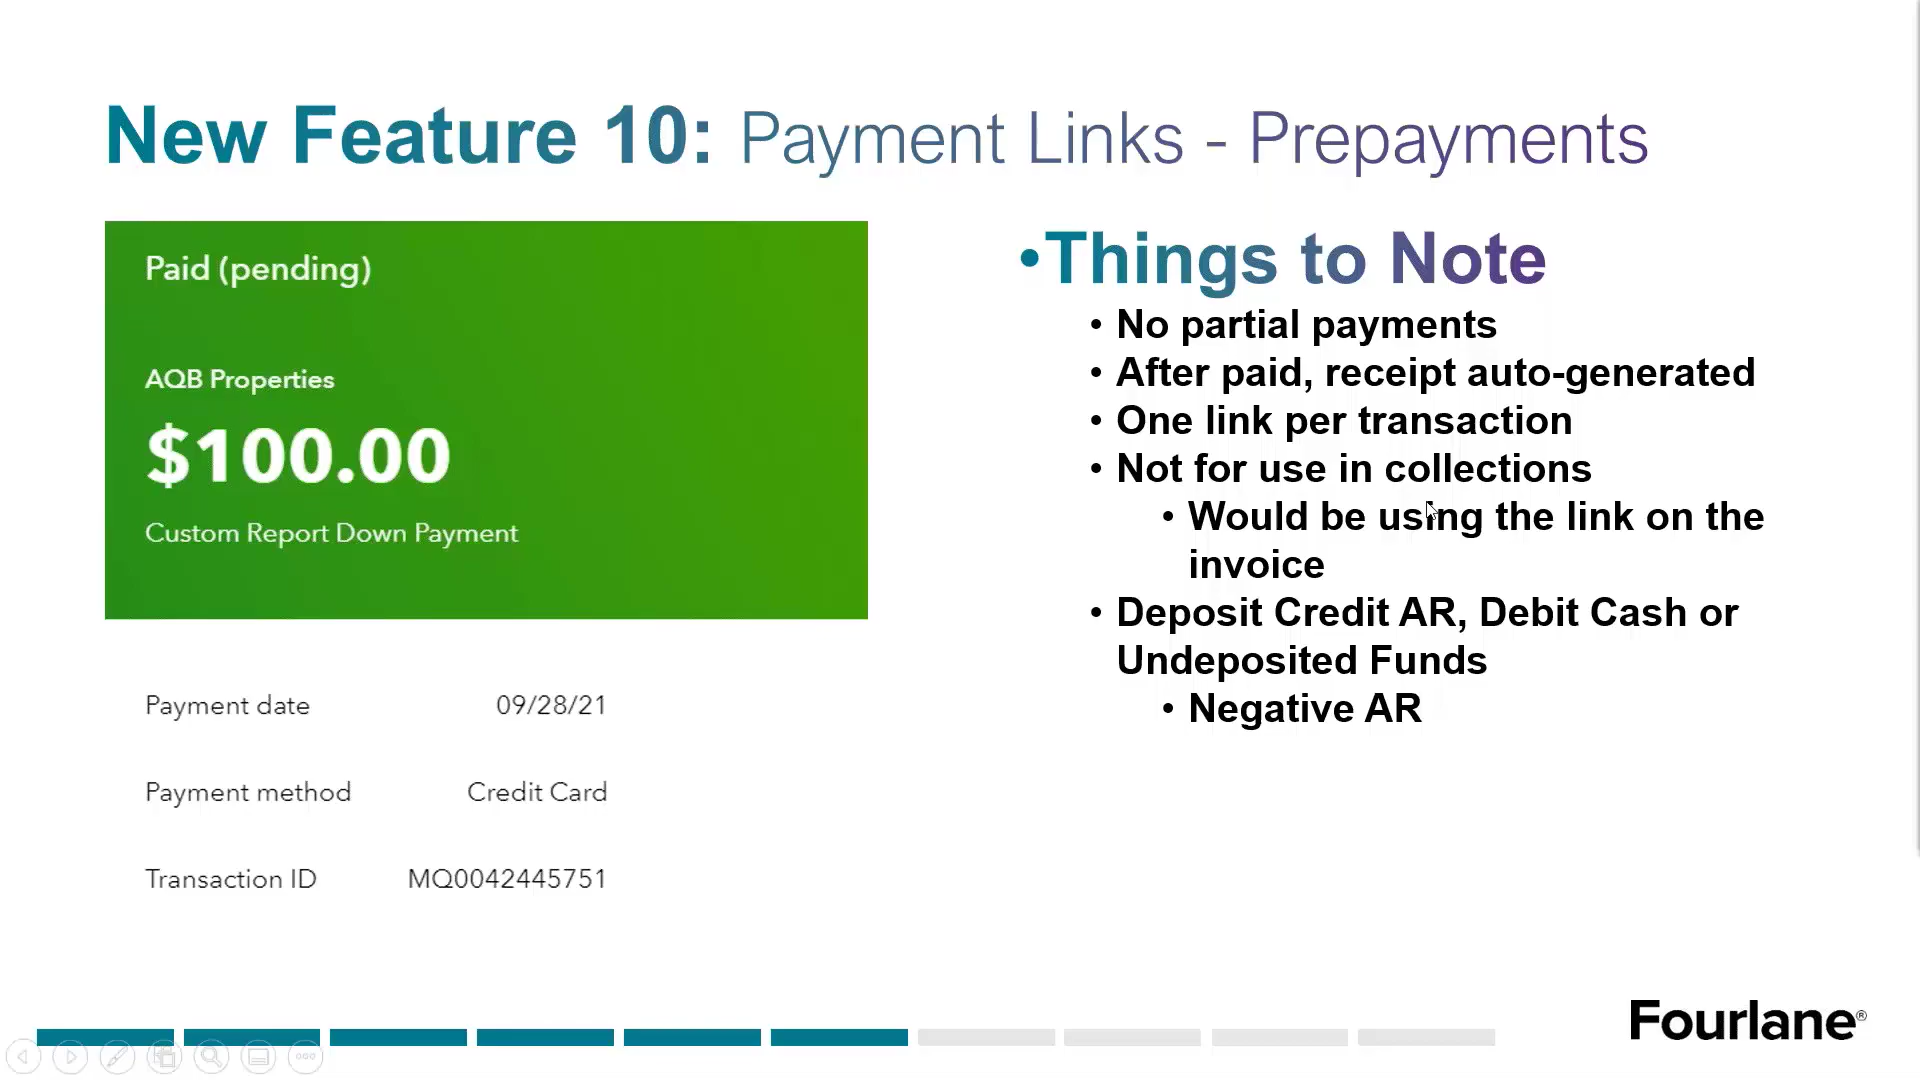 New Feature 10: Payment Links - Prepayments
Paid (pending)
AQB Properties
$100.00
Custom Report Down Payment
Payment date 09/28/21
Payment method Credit Card
Transaction ID MQ0042445751
•Things to Note
• No partial payments
• After paid, receipt auto-generated
• One link per transaction
• Not for use in collections
• Would be using the link on the
invoice
• Deposit Credit AR, Debit Cash or
Undeposited Funds
• Negative AR
Fourlane®